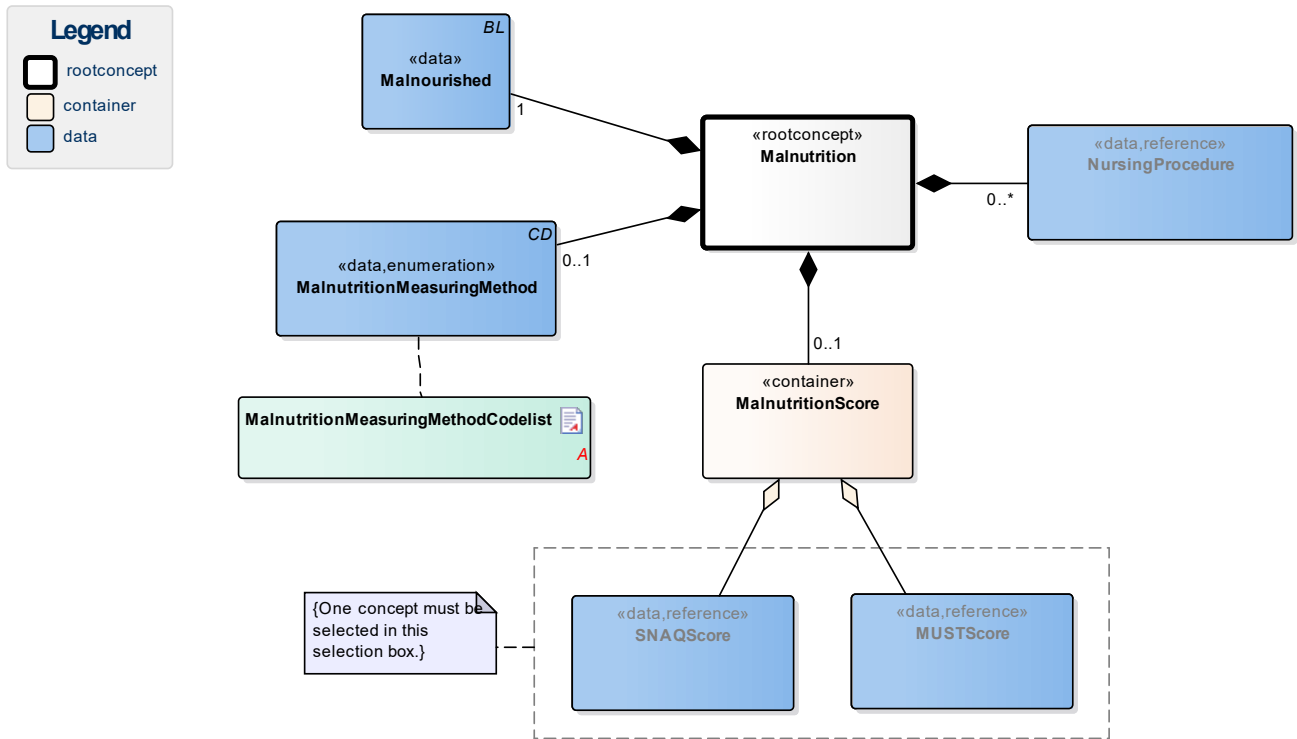 Legend
rootconcept
container
data
BL
«data»
Malnourished
1
«rootconcept»
Malnutrition
«data,reference»
NursingProcedure
0..*
CD
«data,enumeration»
MalnutritionMeasuringMethod
0..1
0..1
«container»
MalnutritionScore
MalnutritionMeasuringMethodCodelist
A
{One concept must be
selected in this
selection box.}
«data,reference»
SNAQScore
«data,reference»
MUSTScore